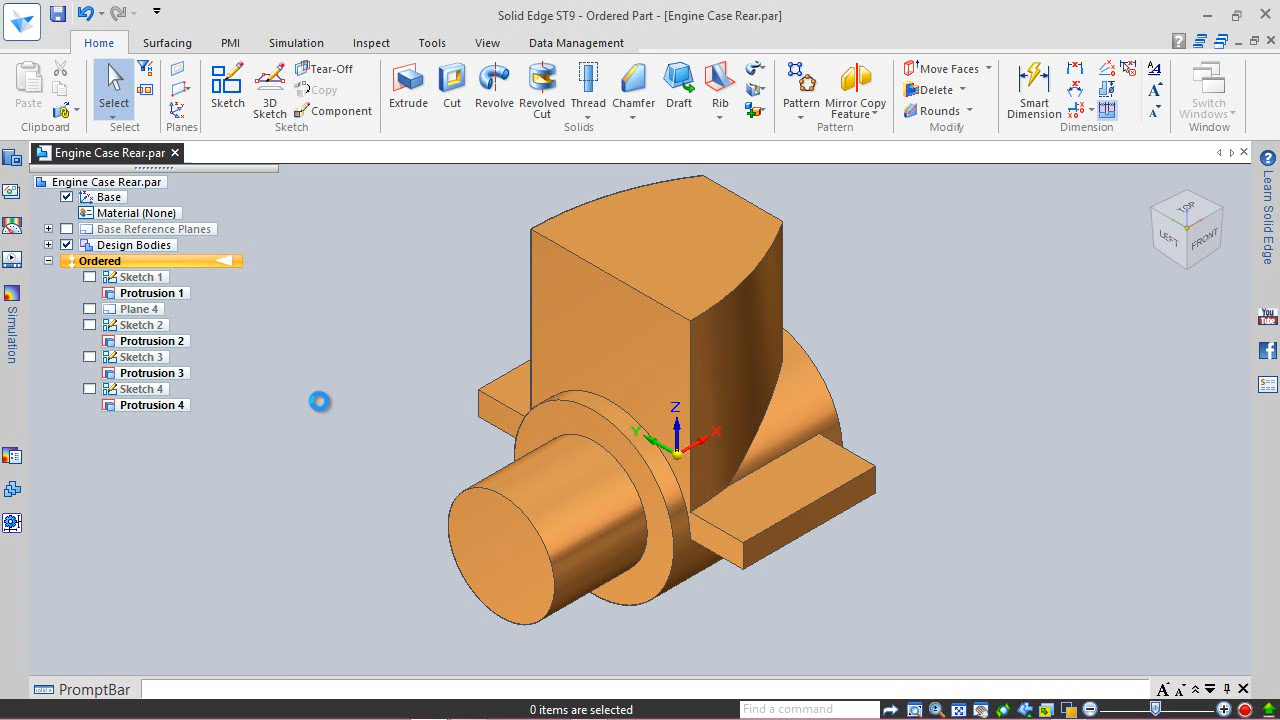 Solid Edge ST9 - Ordered Part - [Engine Case Rear.par]
Home Surfacing PMI Simulation Inspect Tools View Data Management
Paste
Clipboard
Select
Select
Planes
Sketch
3D Sketch
Tear-Off
Copy
Component
Sketch
Extrude Cut Revolve Revolved Cut Thread Chamfer Draft Rib
Solids
Pattern Mirror Copy Feature
Pattern
Move Faces
Delete
Rounds
Modify
Smart Dimension
Dimension
Switch Windows
Window
Engine Case Rear.par
Engine Case Rear.par
Base
Material (None)
Base Reference Planes
Design Bodies
Ordered
Sketch 1
Protrusion 1
Plane 4
Sketch 2
Protrusion 2
Sketch 3
Protrusion 3
Sketch 4
Protrusion 4
Simulation
Z
Y
X
TOP
LEFT
FRONT
Learn Solid Edge
You Tube
PromptBar
0 items are selected
Find a command